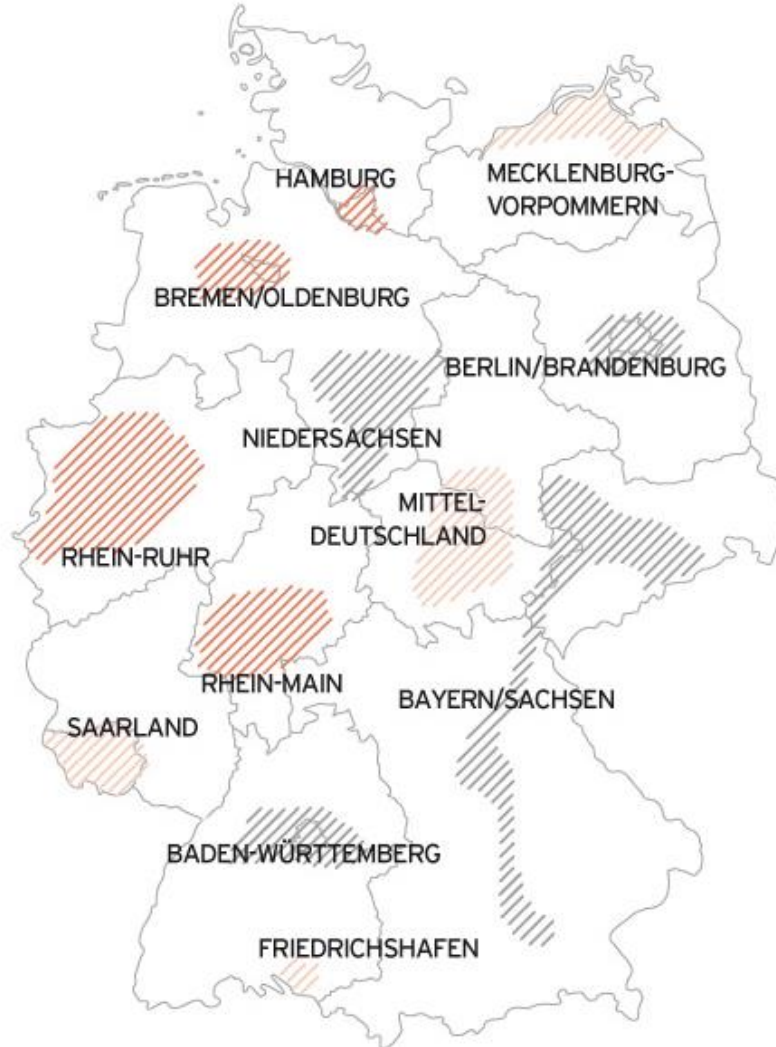 HAMBURG
MECKLENBURG-
VORPOMMERN
BREMEN/OLDENBURG
BERLIN/BRANDENBURG
NIEDERSACHSEN
MITTEL-
DEUTSCHLAND
RHEIN-RUHR
RHEIN-MAIN
BAYERN/SACHSEN
SAARLAND
BADEN-WÜRTTEMBERG
FRIEDRICHSHAFEN